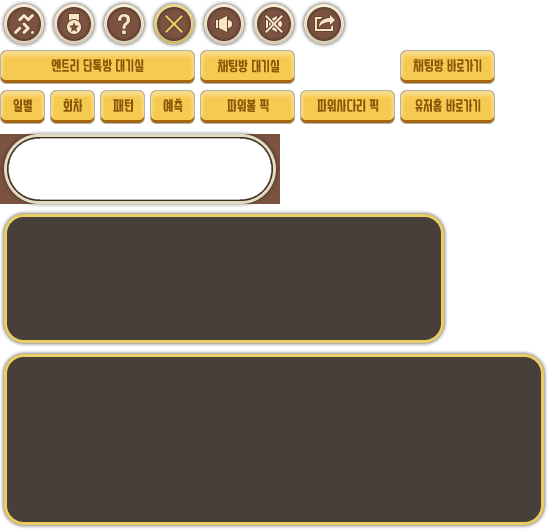 ?
엔트리 단톡방 대기실 채팅방 대기실 채팅방 바로가기
일별 회차 패턴 예측 파워볼 픽 파워사다리 픽 유저홈 바로가기